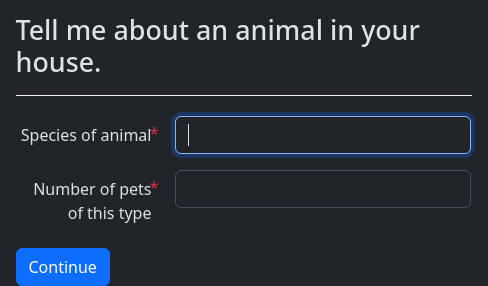 Tell me about an animal in your
house.
Species of animal*
Number of pets*
of this type
Continue